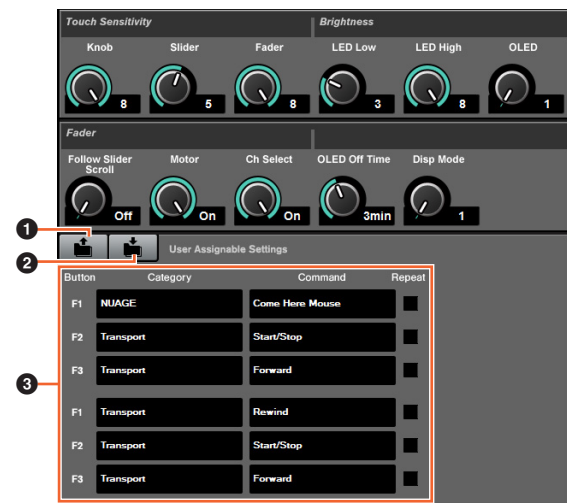 Touch Sensitivity Brightness
Knob Slider Fader LED Low LED High OLED
8 5 8 3 8 1
Fader
Follow Slider Scroll Motor Ch Select OLED Off Time Disp Mode
Off On On 3min 1
1
2 User Assignable Settings
Button Category Command Repeat
F1 NUAGE Come Here Mouse
F2 Transport Start/Stop
3
F3 Transport Forward
F1 Transport Rewind
F2 Transport Start/Stop
F3 Transport Forward